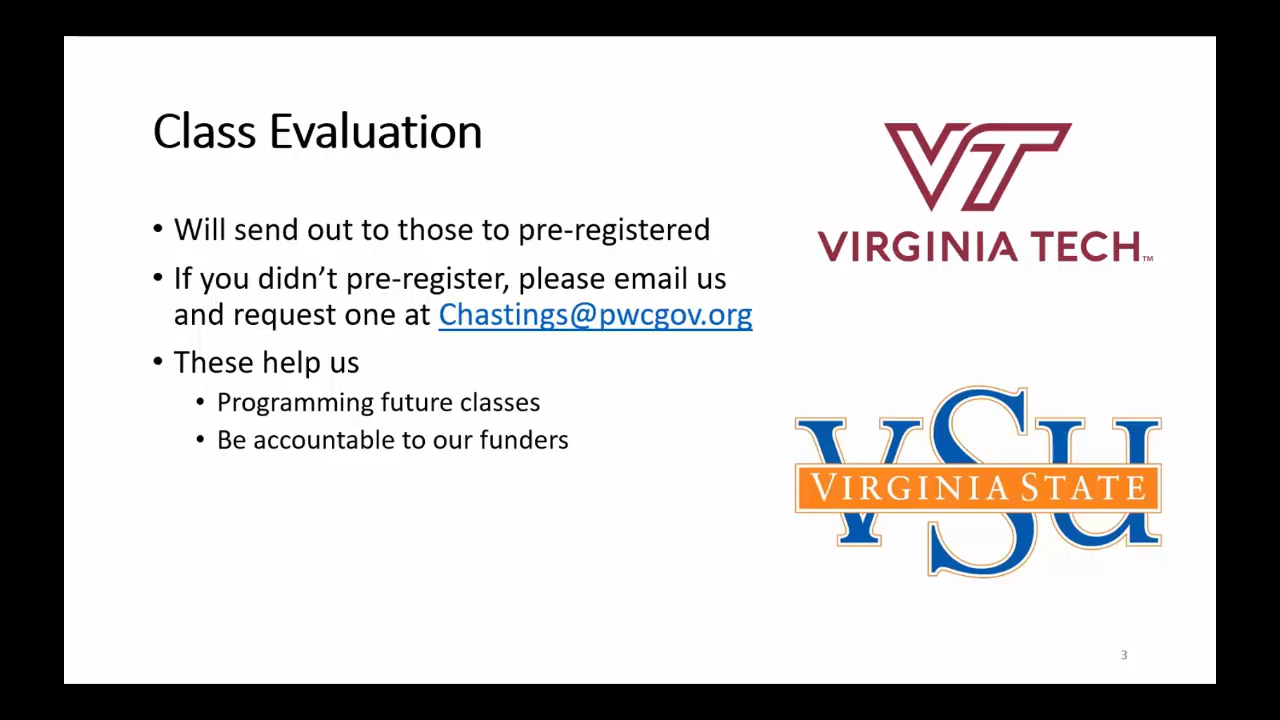 Class Evaluation
• Will send out to those to pre-registered
• If you didn’t pre-register, please email us
and request one at Chastings@pwcgov.org
• These help us
• Programming future classes
• Be accountable to our funders
VT
VIRGINIA TECH™
VSU
VIRGINIA STATE
3